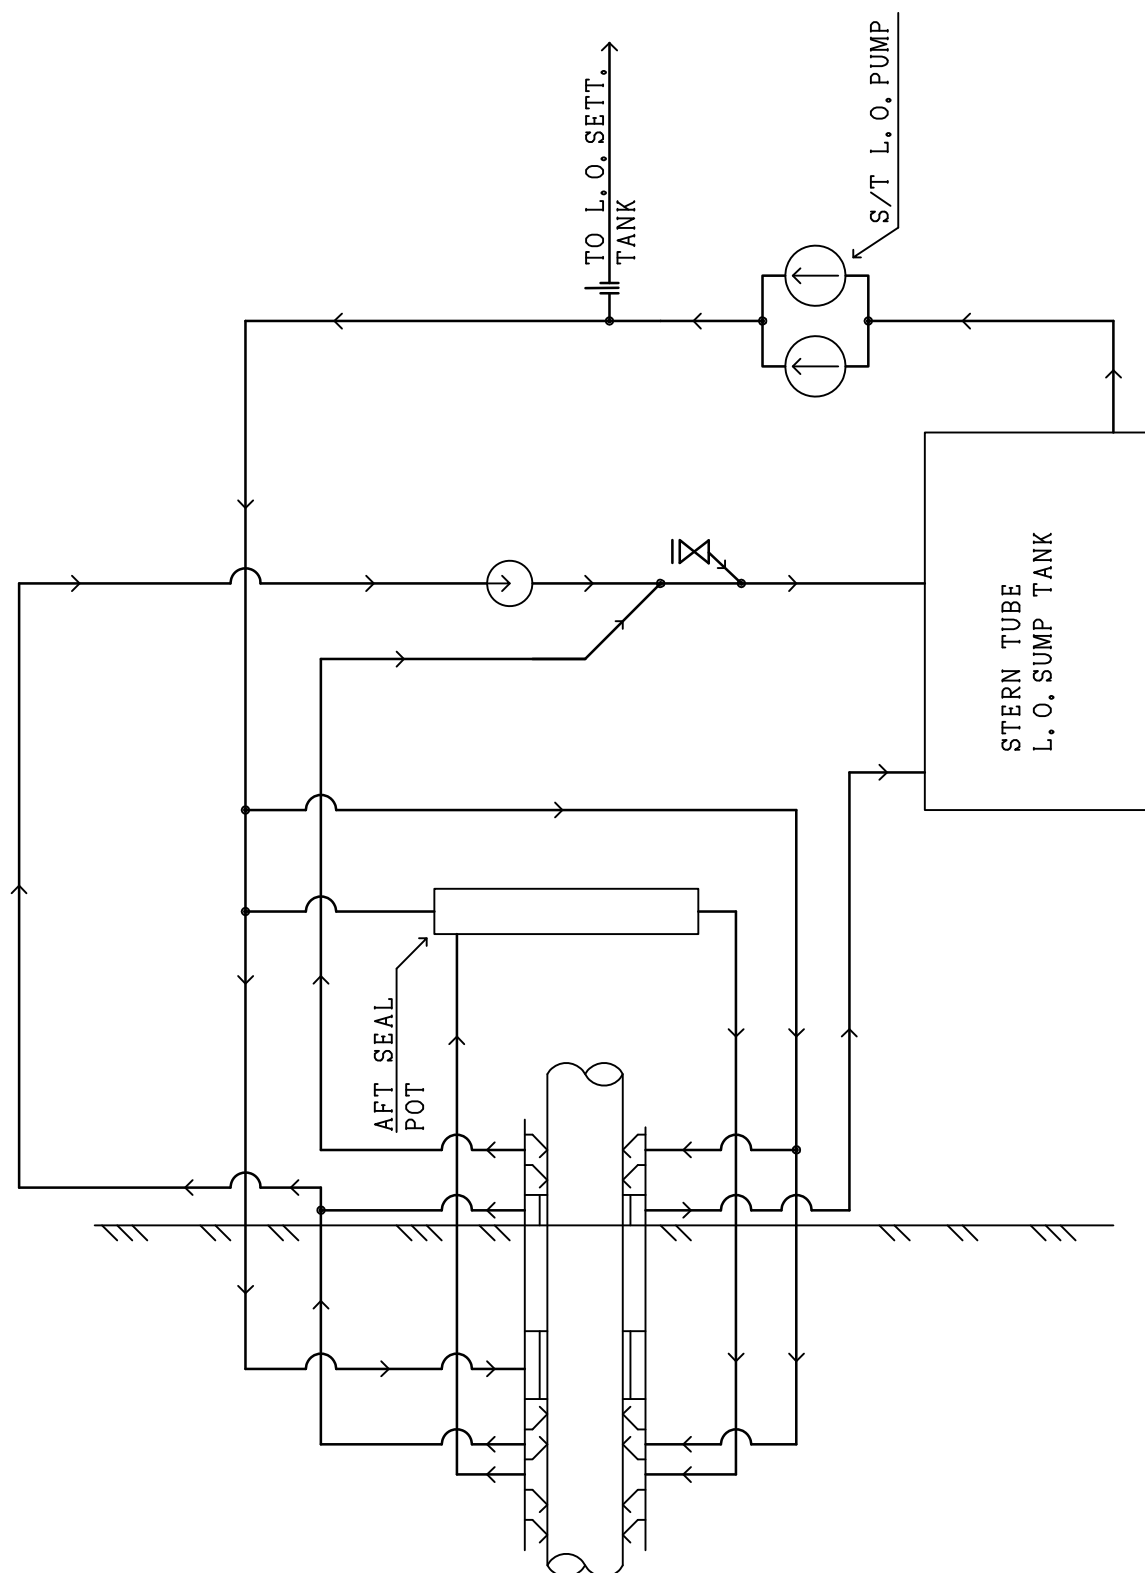 TO L.O.SETT.
TANK
S/T L.O.PUMP
STERN TUBE
L.O.SUMP TANK
AFT SEAL
POT